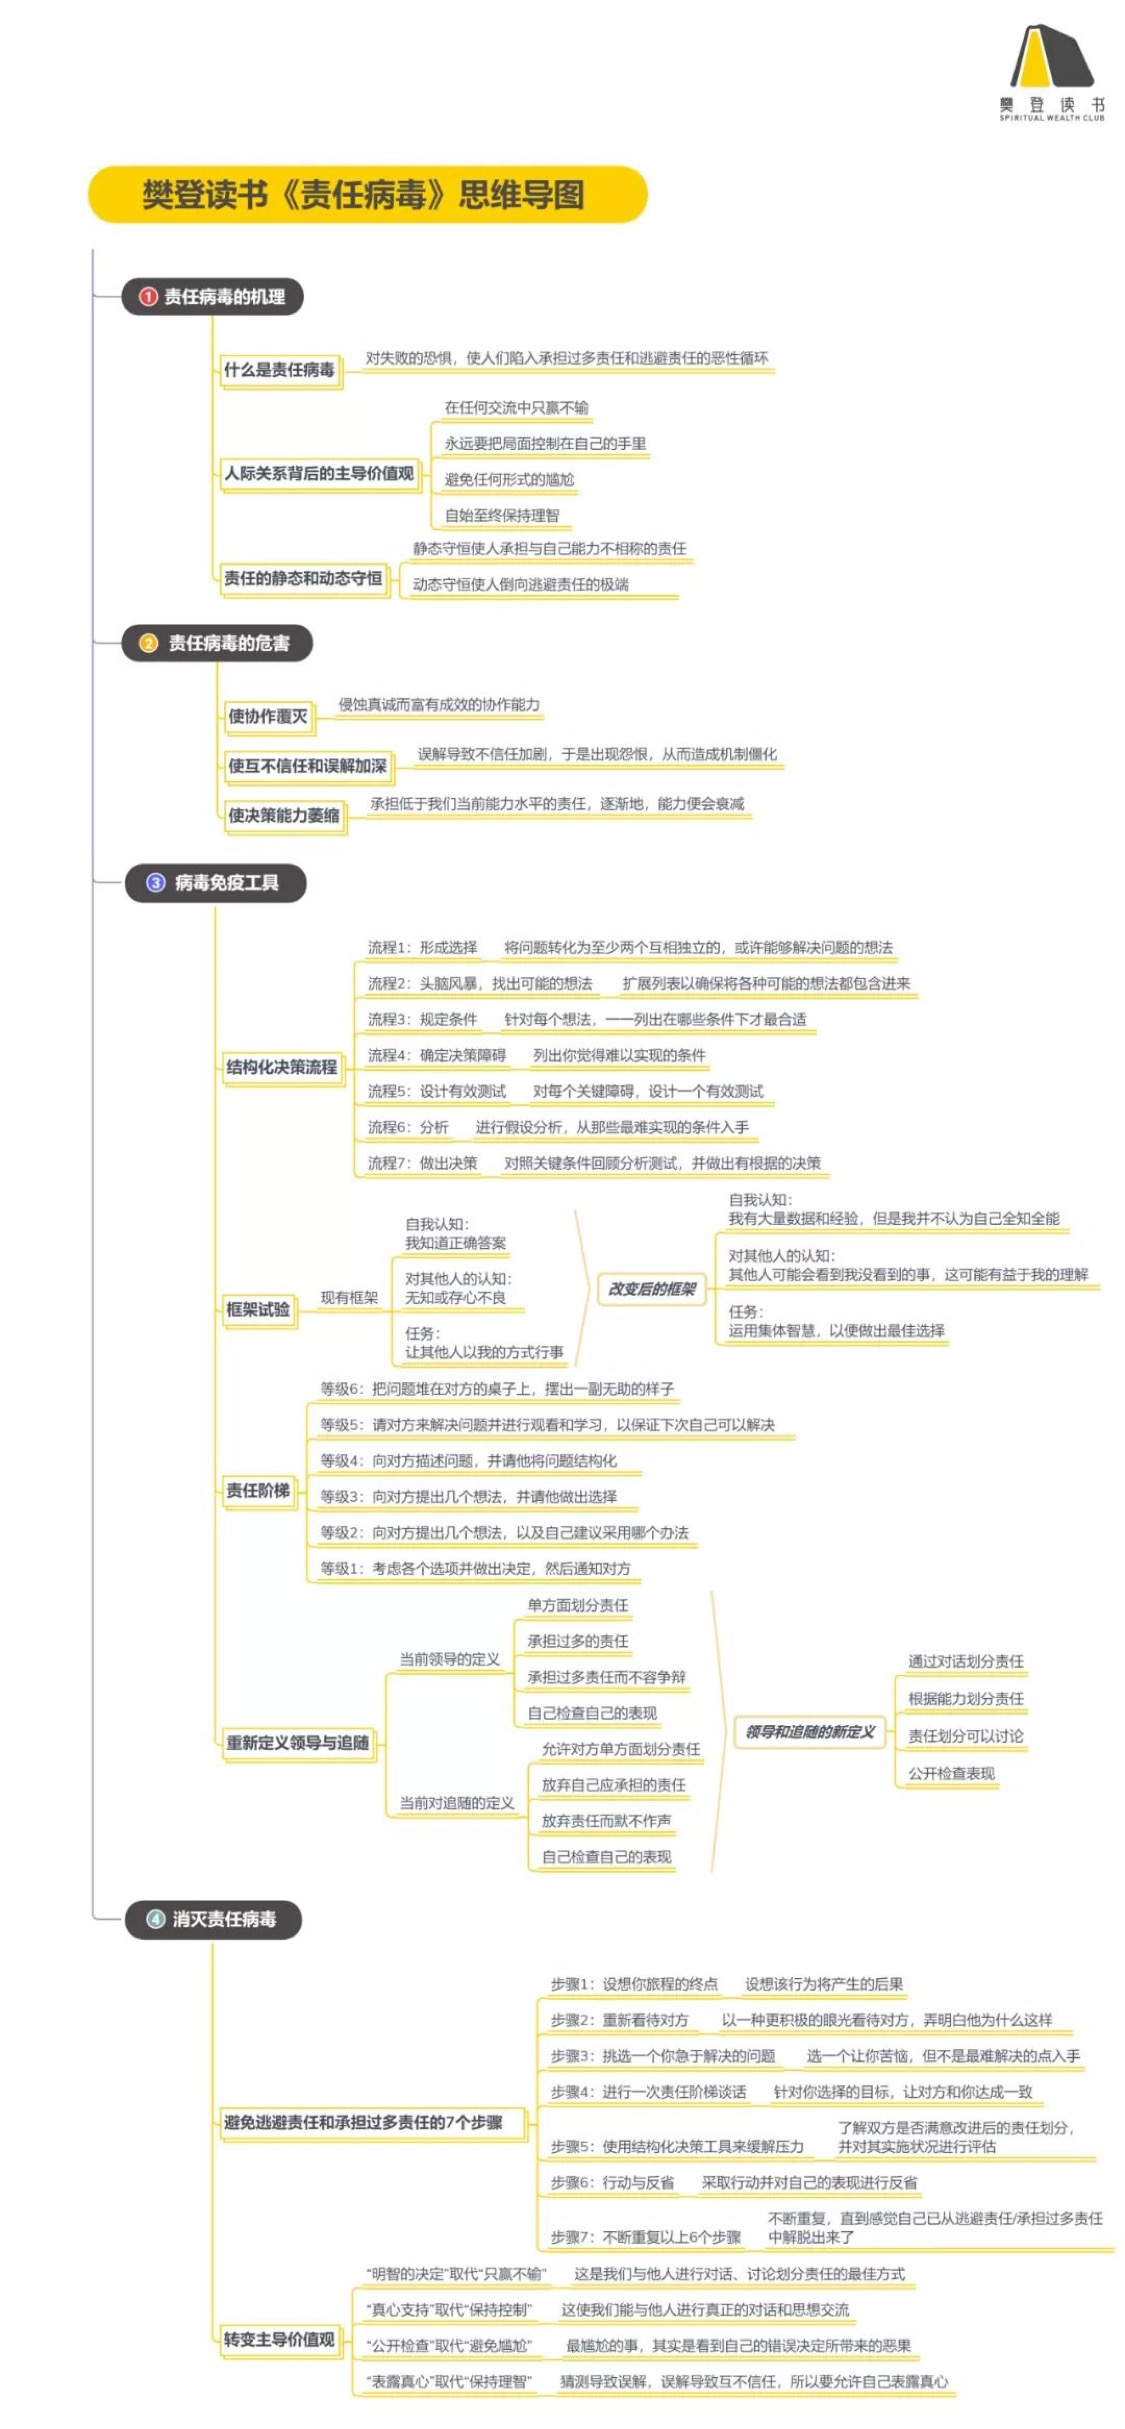 樊登读书
SPIRITUAL WEALTH CLUB
樊登读书《责任病毒》思维导图
1 责任病毒的机理
什么是责任病毒
对失败的恐惧，使人们陷入承担过多责任和逃避责任的恶性循环
人际关系背后的主导价值观
在任何交流中只赢不输
永远要把局面控制在自己的手里
避免任何形式的尴尬
自始至终保持理智
责任的静态和动态守恒
静态守恒使人承担与自己能力不相称的责任
动态守恒使人倒向逃避责任的极端
2 责任病毒的危害
使协作覆灭
侵蚀真诚而富有成效的协作能力
使互不信任和误解加深
误解导致不信任加剧，于是出现怨恨，从而造成机制僵化
使决策能力萎缩
承担低于我们当前能力水平的责任，逐渐地，能力便会衰减
3 病毒免疫工具
结构化决策流程
流程1：形成选择 将问题转化为至少两个互相独立的，或许能够解决问题的想法
流程2：头脑风暴，找出可能的想法 扩展列表以确保将各种可能的想法都包含进来
流程3：规定条件 针对每个想法，一一列出在哪些条件下才最合适
流程4：确定决策障碍 列出你觉得难以实现的条件
流程5：设计有效测试 对每个关键障碍，设计一个有效测试
流程6：分析 进行假设分析，从那些最难实现的条件入手
流程7：做出决策 对照关键条件回顾分析测试，并做出有根据的决策
框架试验
现有框架
自我认知：
我知道正确答案
对其他人的认知：
无知或存心不良
任务：
让其他人以我的方式行事
改变后的框架
自我认知：
我有大量数据和经验，但是我并不认为自己全知全能
对其他人的认知：
其他人可能会看到我没看到的事，这可能有益于我的理解
任务：
运用集体智慧，以便做出最佳选择
责任阶梯
等级6：把问题堆在对方的桌子上，摆出一副无助的样子
等级5：请对方来解决问题并进行观看和学习，以保证下次自己可以解决
等级4：向对方描述问题，并请他将问题结构化
等级3：向对方提出几个想法，并请他做出选择
等级2：向对方提出几个想法，以及自己建议采用哪个办法
等级1：考虑各个选项并做出决定，然后通知对方
重新定义领导与追随
当前领导的定义
单方面划分责任
承担过多的责任
承担过多责任而不容争辩
自己检查自己的表现
当前对追随的定义
允许对方单方面划分责任
放弃自己应承担的责任
放弃责任而默不作声
自己检查自己的表现
领导和追随的新定义
通过对话划分责任
根据能力划分责任
责任划分可以讨论
公开检查表现
4 消灭责任病毒
避免逃避责任和承担过多责任的7个步骤
步骤1：设想你旅程的终点 设想该行为将产生的后果
步骤2：重新看待对方 以一种更积极的眼光看待对方，弄明白他为什么这样
步骤3：挑选一个你急于解决的问题 选一个让你苦恼，但不是最难解决的点入手
步骤4：进行一次责任阶梯谈话 针对你选择的目标，让对方和你达成一致
步骤5：使用结构化决策工具来缓解压力
了解双方是否满意改进后的责任划分，
并对其实施状况进行评估
步骤6：行动与反省 采取行动并对自己的表现进行反省
步骤7：不断重复以上6个步骤
不断重复，直到感觉自己已从逃避责任/承担过多责任
中解脱出来了
转变主导价值观
“明智的决定”取代“只赢不输” 这是我们与他人进行对话、讨论划分责任的最佳方式
“真心支持”取代“保持控制” 这使我们能与他人进行真正的对话和思想交流
“公开检查”取代“避免尴尬” 最尴尬的事，其实是看到自己的错误决定所带来的恶果
“表露真心”取代“保持理智” 猜测导致误解，误解导致互不信任，所以要允许自己表露真心